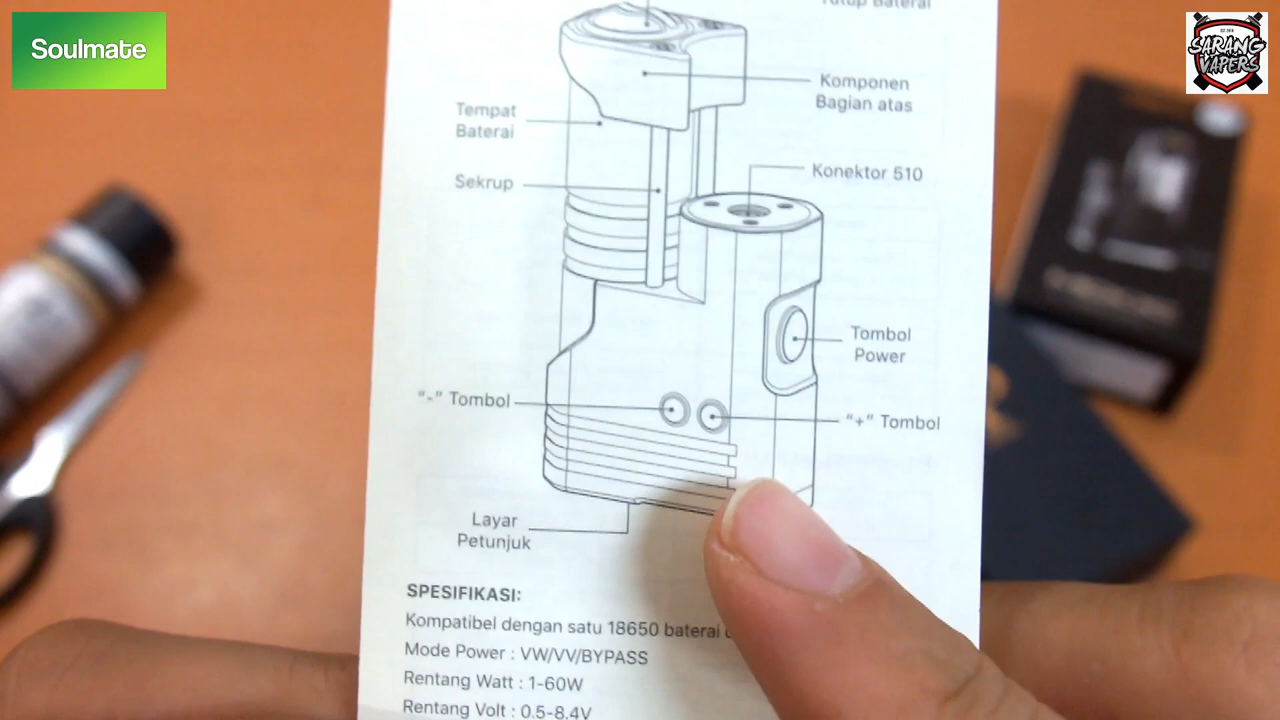 Soulmate
SARANG
VAPERS
Tutup Baterai
Komponen
Bagian atas
Tempat
Baterai
Konektor 510
Sekrup
Tombol
Power
"-" Tombol
"+" Tombol
Layar
Petunjuk
SPESIFIKASI:
Kompatibel dengan satu 18650 baterai
Mode Power : VW/VV/BYPASS
Rentang Watt : 1-60W
Rentang Volt : 0.5-8.4V